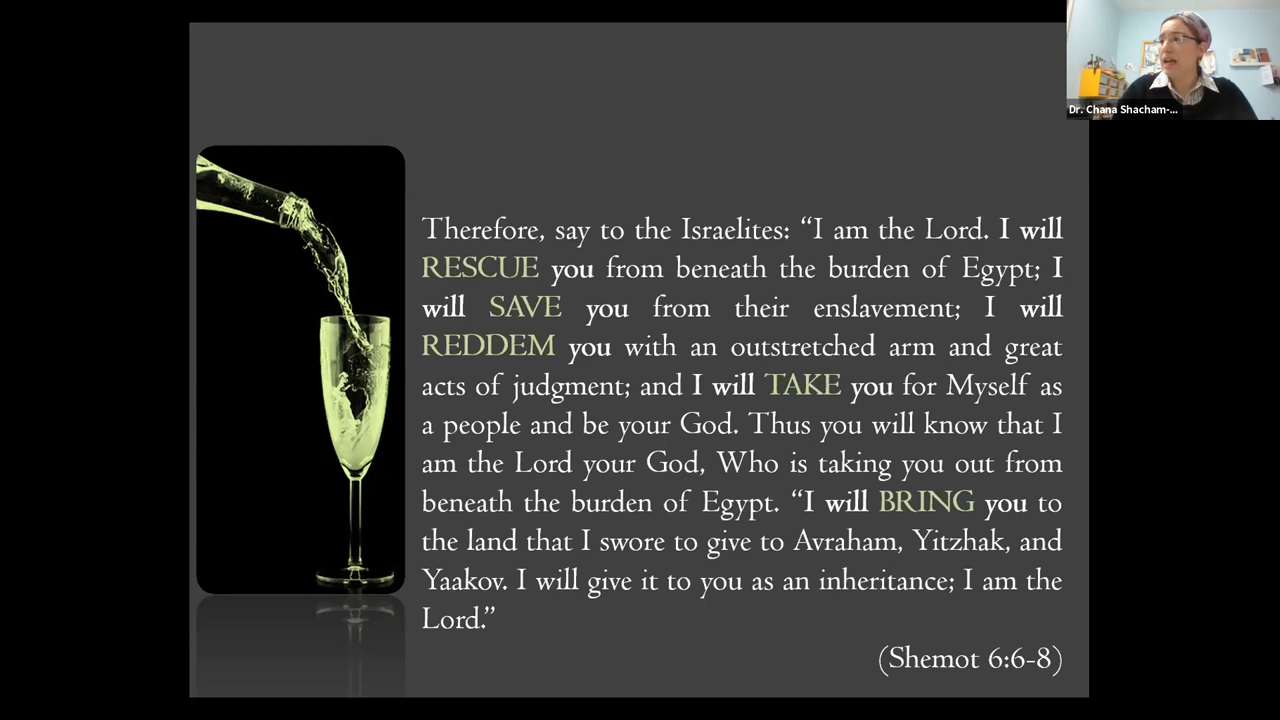 Dr. Chana Shacham-...
Therefore, say to the Israelites: “I am the Lord. I will
RESCUE you from beneath the burden of Egypt; I
will SAVE you from their enslavement; I will
REDDEM you with an outstretched arm and great
acts of judgment; and I will TAKE you for Myself as
a people and be your God. Thus you will know that I
am the Lord your God, Who is taking you out from
beneath the burden of Egypt. “I will BRING you to
the land that I swore to give to Avraham, Yitzhak, and
Yaakov. I will give it to you as an inheritance; I am the
Lord.”
(Shemot 6:6-8)